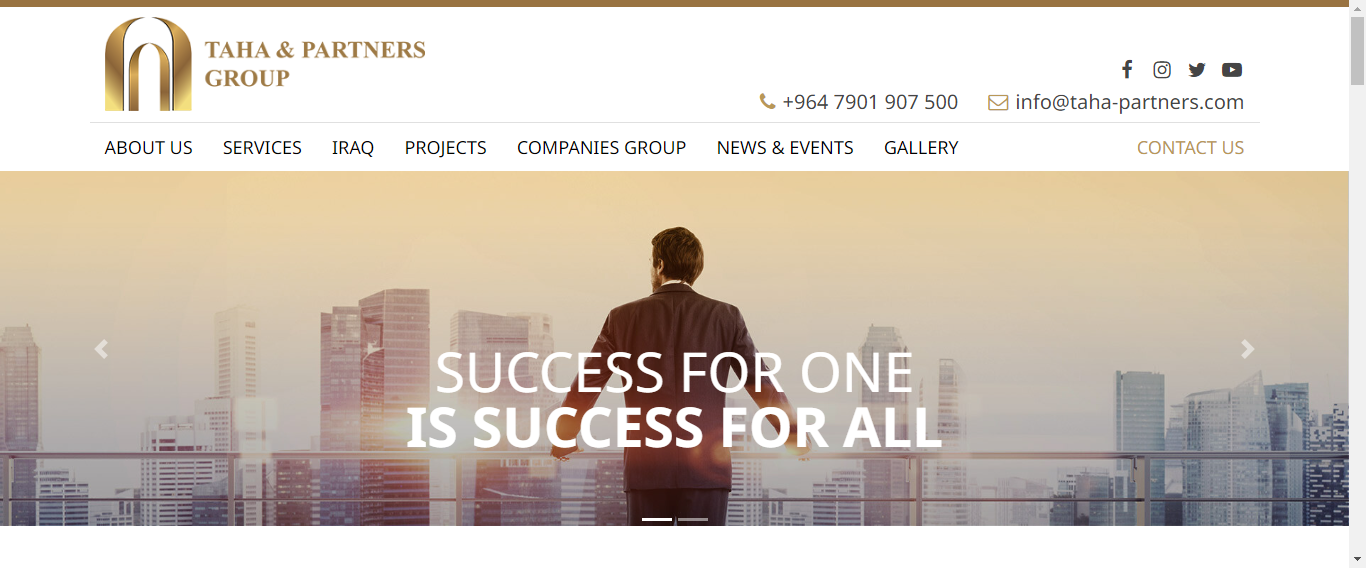 TAHA & PARTNERS
GROUP
+964 7901 907 500
info@taha-partners.com
ABOUT US
SERVICES
IRAQ
PROJECTS
COMPANIES GROUP
NEWS & EVENTS
GALLERY
CONTACT US
SUCCESS FOR ONE
IS SUCCESS FOR ALL